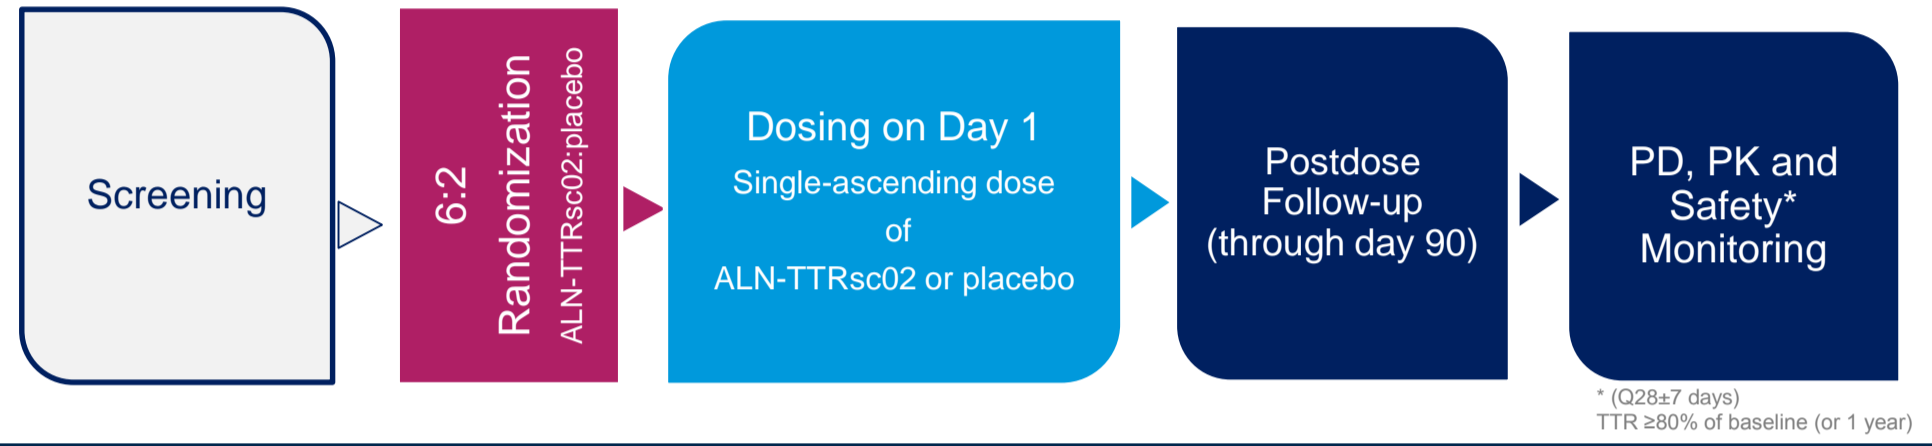 Screening
6:2
Randomization
ALN-TTRsc02:placebo
Dosing on Day 1
Single-ascending dose
of
ALN-TTRsc02 or placebo
Postdose
Follow-up
(through day 90)
PD, PK and
Safety*
Monitoring
* (Q28±7 days)
TTR ≥80% of baseline (or 1 year)